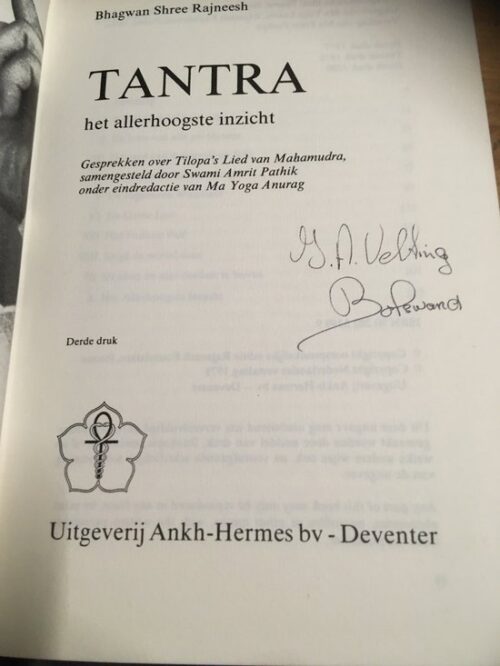 Bhagwan Shree Rajneesh
TANTRA
het allerhoogste inzicht
Gesprekken over Tilopa's Lied van Mahamudra,
samengesteld door Swami Amrit Pathik
onder eindredactie van Ma Yoga Anurag
Velting
Derde druk
Uitgeverij Ankh-Hermes bv - Deventer